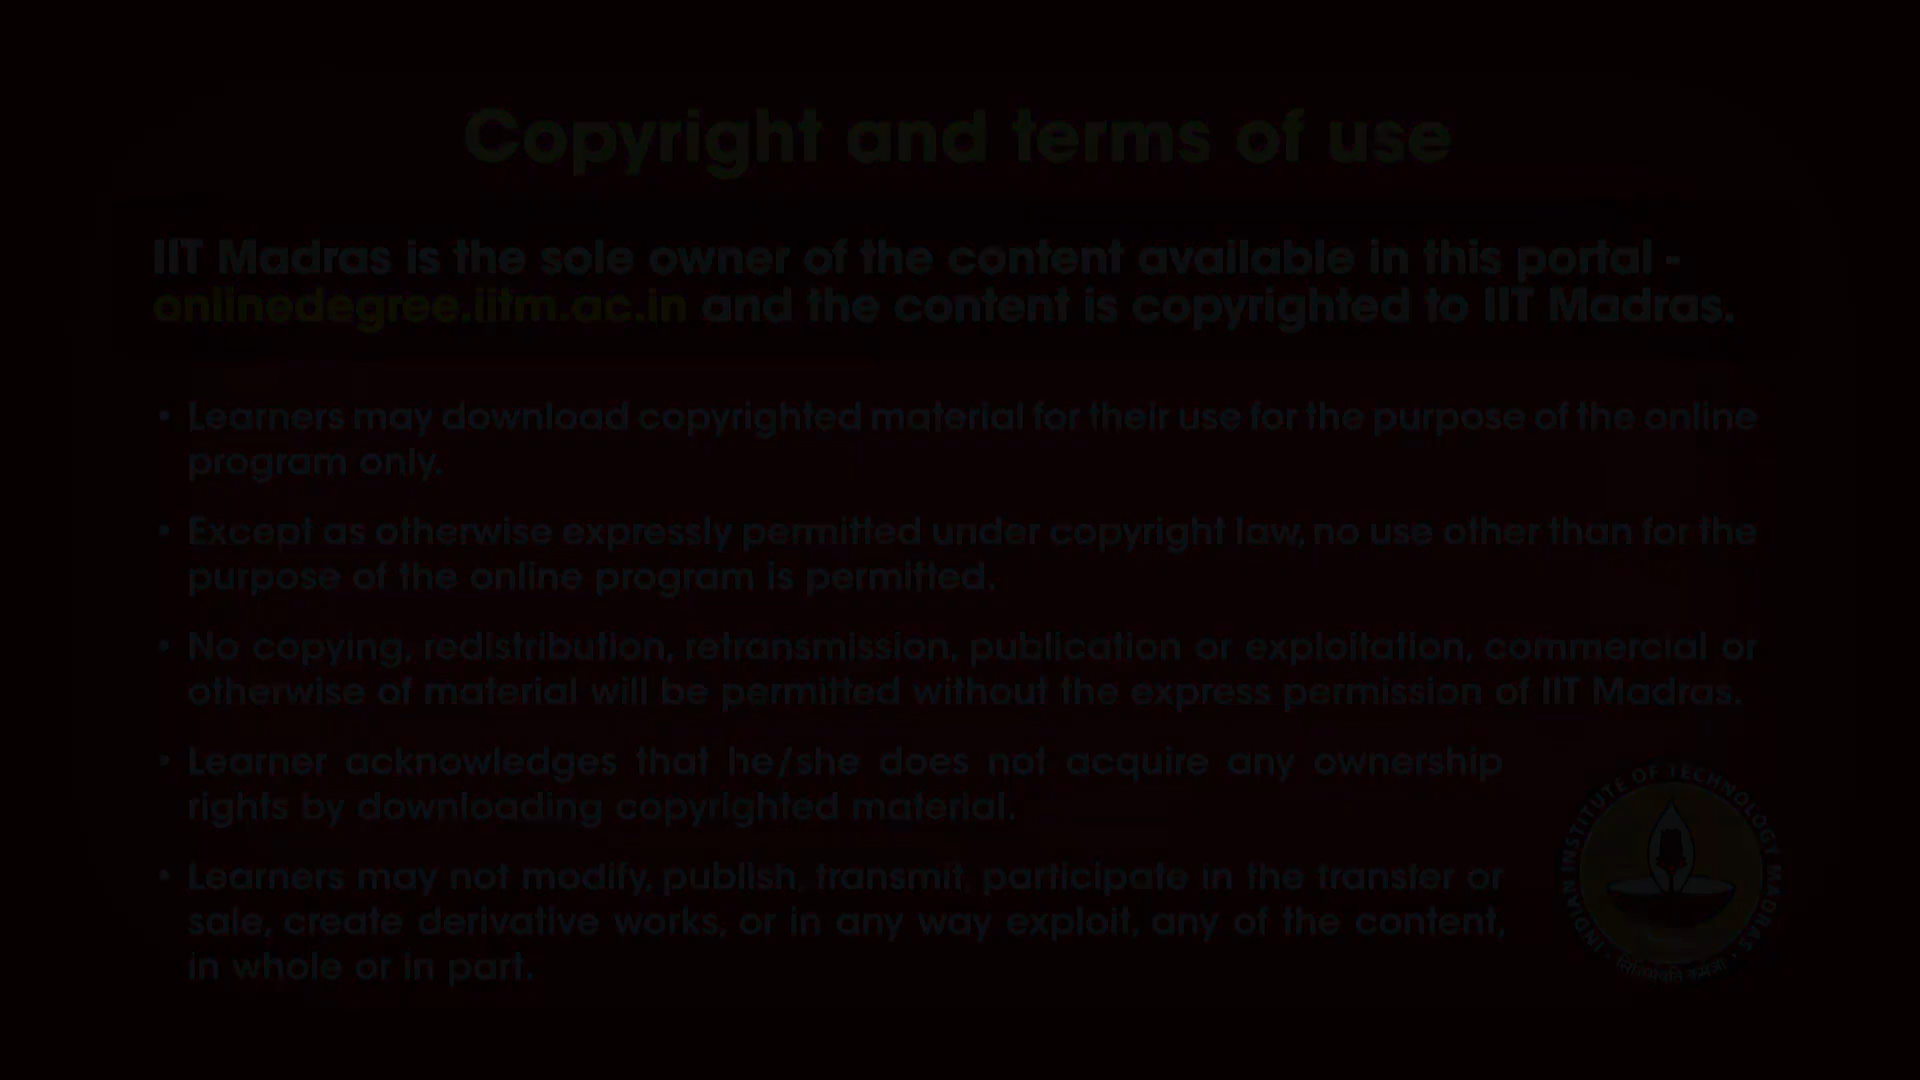 Copyright and terms of use
IIT Madras is the sole owner of the content available in this portal -
onlinedegree.iitm.ac.in and the content is copyrighted to IIT Madras.
• Learners may download copyrighted material for their use for the purpose of the online
program only.
• Except as otherwise expressly permitted under copyright law, no use other than for the
purpose of the online program is permitted.
• No copying, redistribution, retransmission, publication or exploitation, commercial or
otherwise of material will be permitted without the express permission of IIT Madras.
• Learner acknowledges that he/she does not acquire any ownership
rights by downloading copyrighted material.
• Learners may not modify, publish, transmit, participate in the transfer or
sale, create derivative works, or in any way exploit, any of the content,
in whole or in part.
INDIAN INSTITUTE OF TECHNOLOGY MADRAS